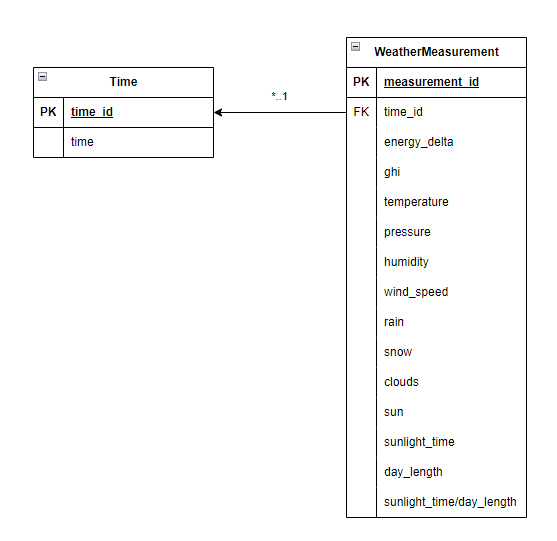 Time
PK time_id
time
*..1
WeatherMeasurement
PK measurement_id
FK time_id
energy_delta
ghi
temperature
pressure
humidity
wind_speed
rain
snow
clouds
sun
sunlight_time
day_length
sunlight_time/day_length